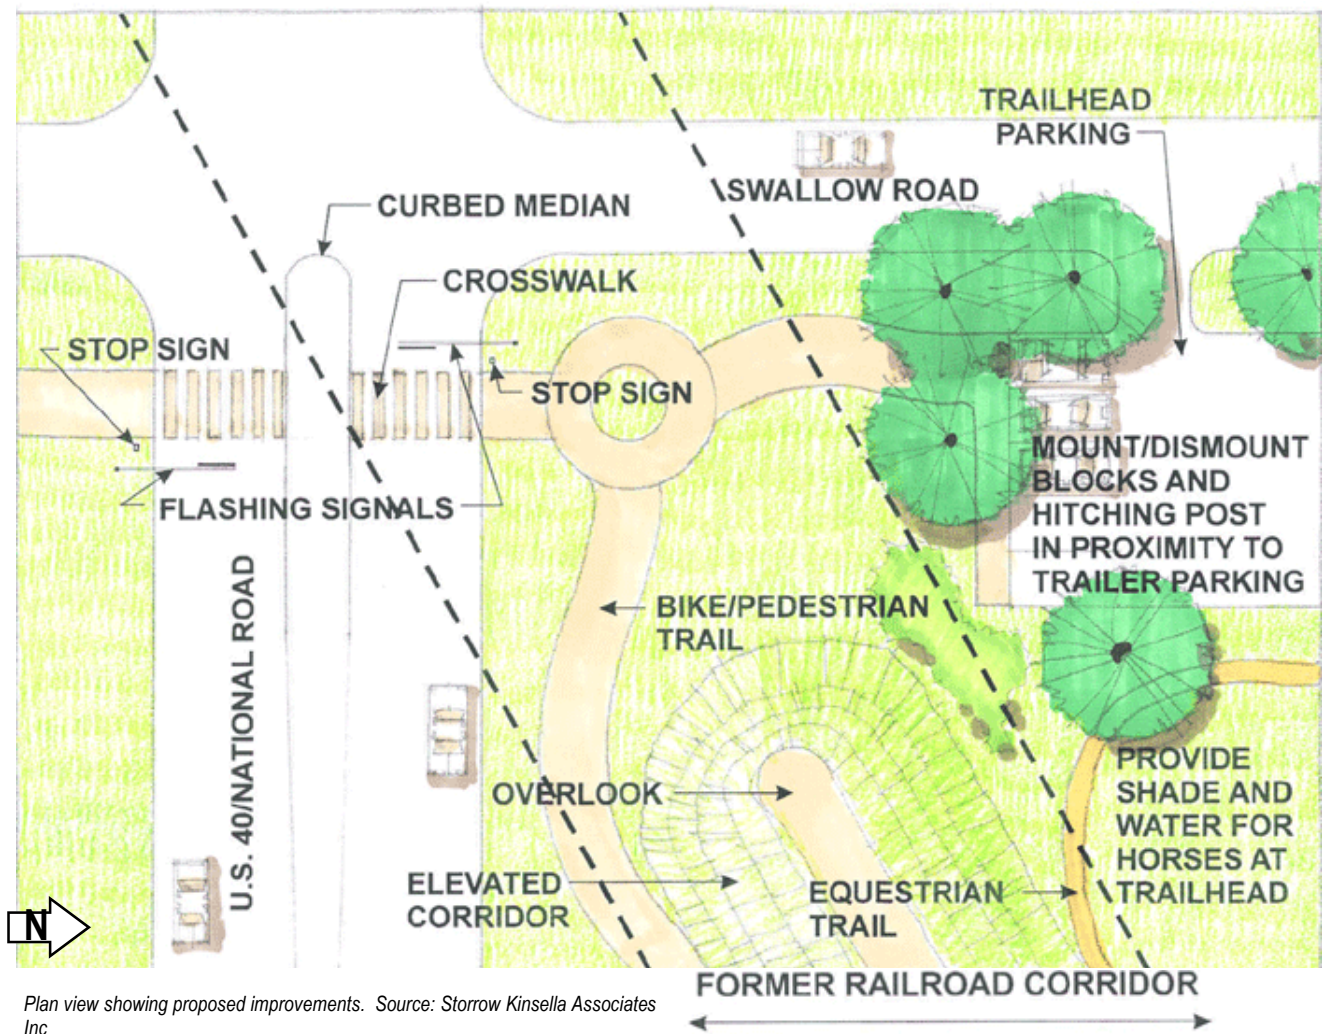 TRAILHEAD
PARKING
SWALLOW ROAD
CURBED MEDIAN
CROSSWALK
STOP SIGN
STOP SIGN
FLASHING SIGNALS
MOUNT/DISMOUNT
BLOCKS AND
HITCHING POST
IN PROXIMITY TO
TRAILER PARKING
U.S. 40/NATIONAL ROAD
BIKE/PEDESTRIAN
TRAIL
OVERLOOK
PROVIDE
SHADE AND
WATER FOR
HORSES AT
TRAILHEAD
ELEVATED
CORRIDOR
EQUESTRIAN
TRAIL
N
FORMER RAILROAD CORRIDOR
Plan view showing proposed improvements. Source: Storrow Kinsella Associates
Inc